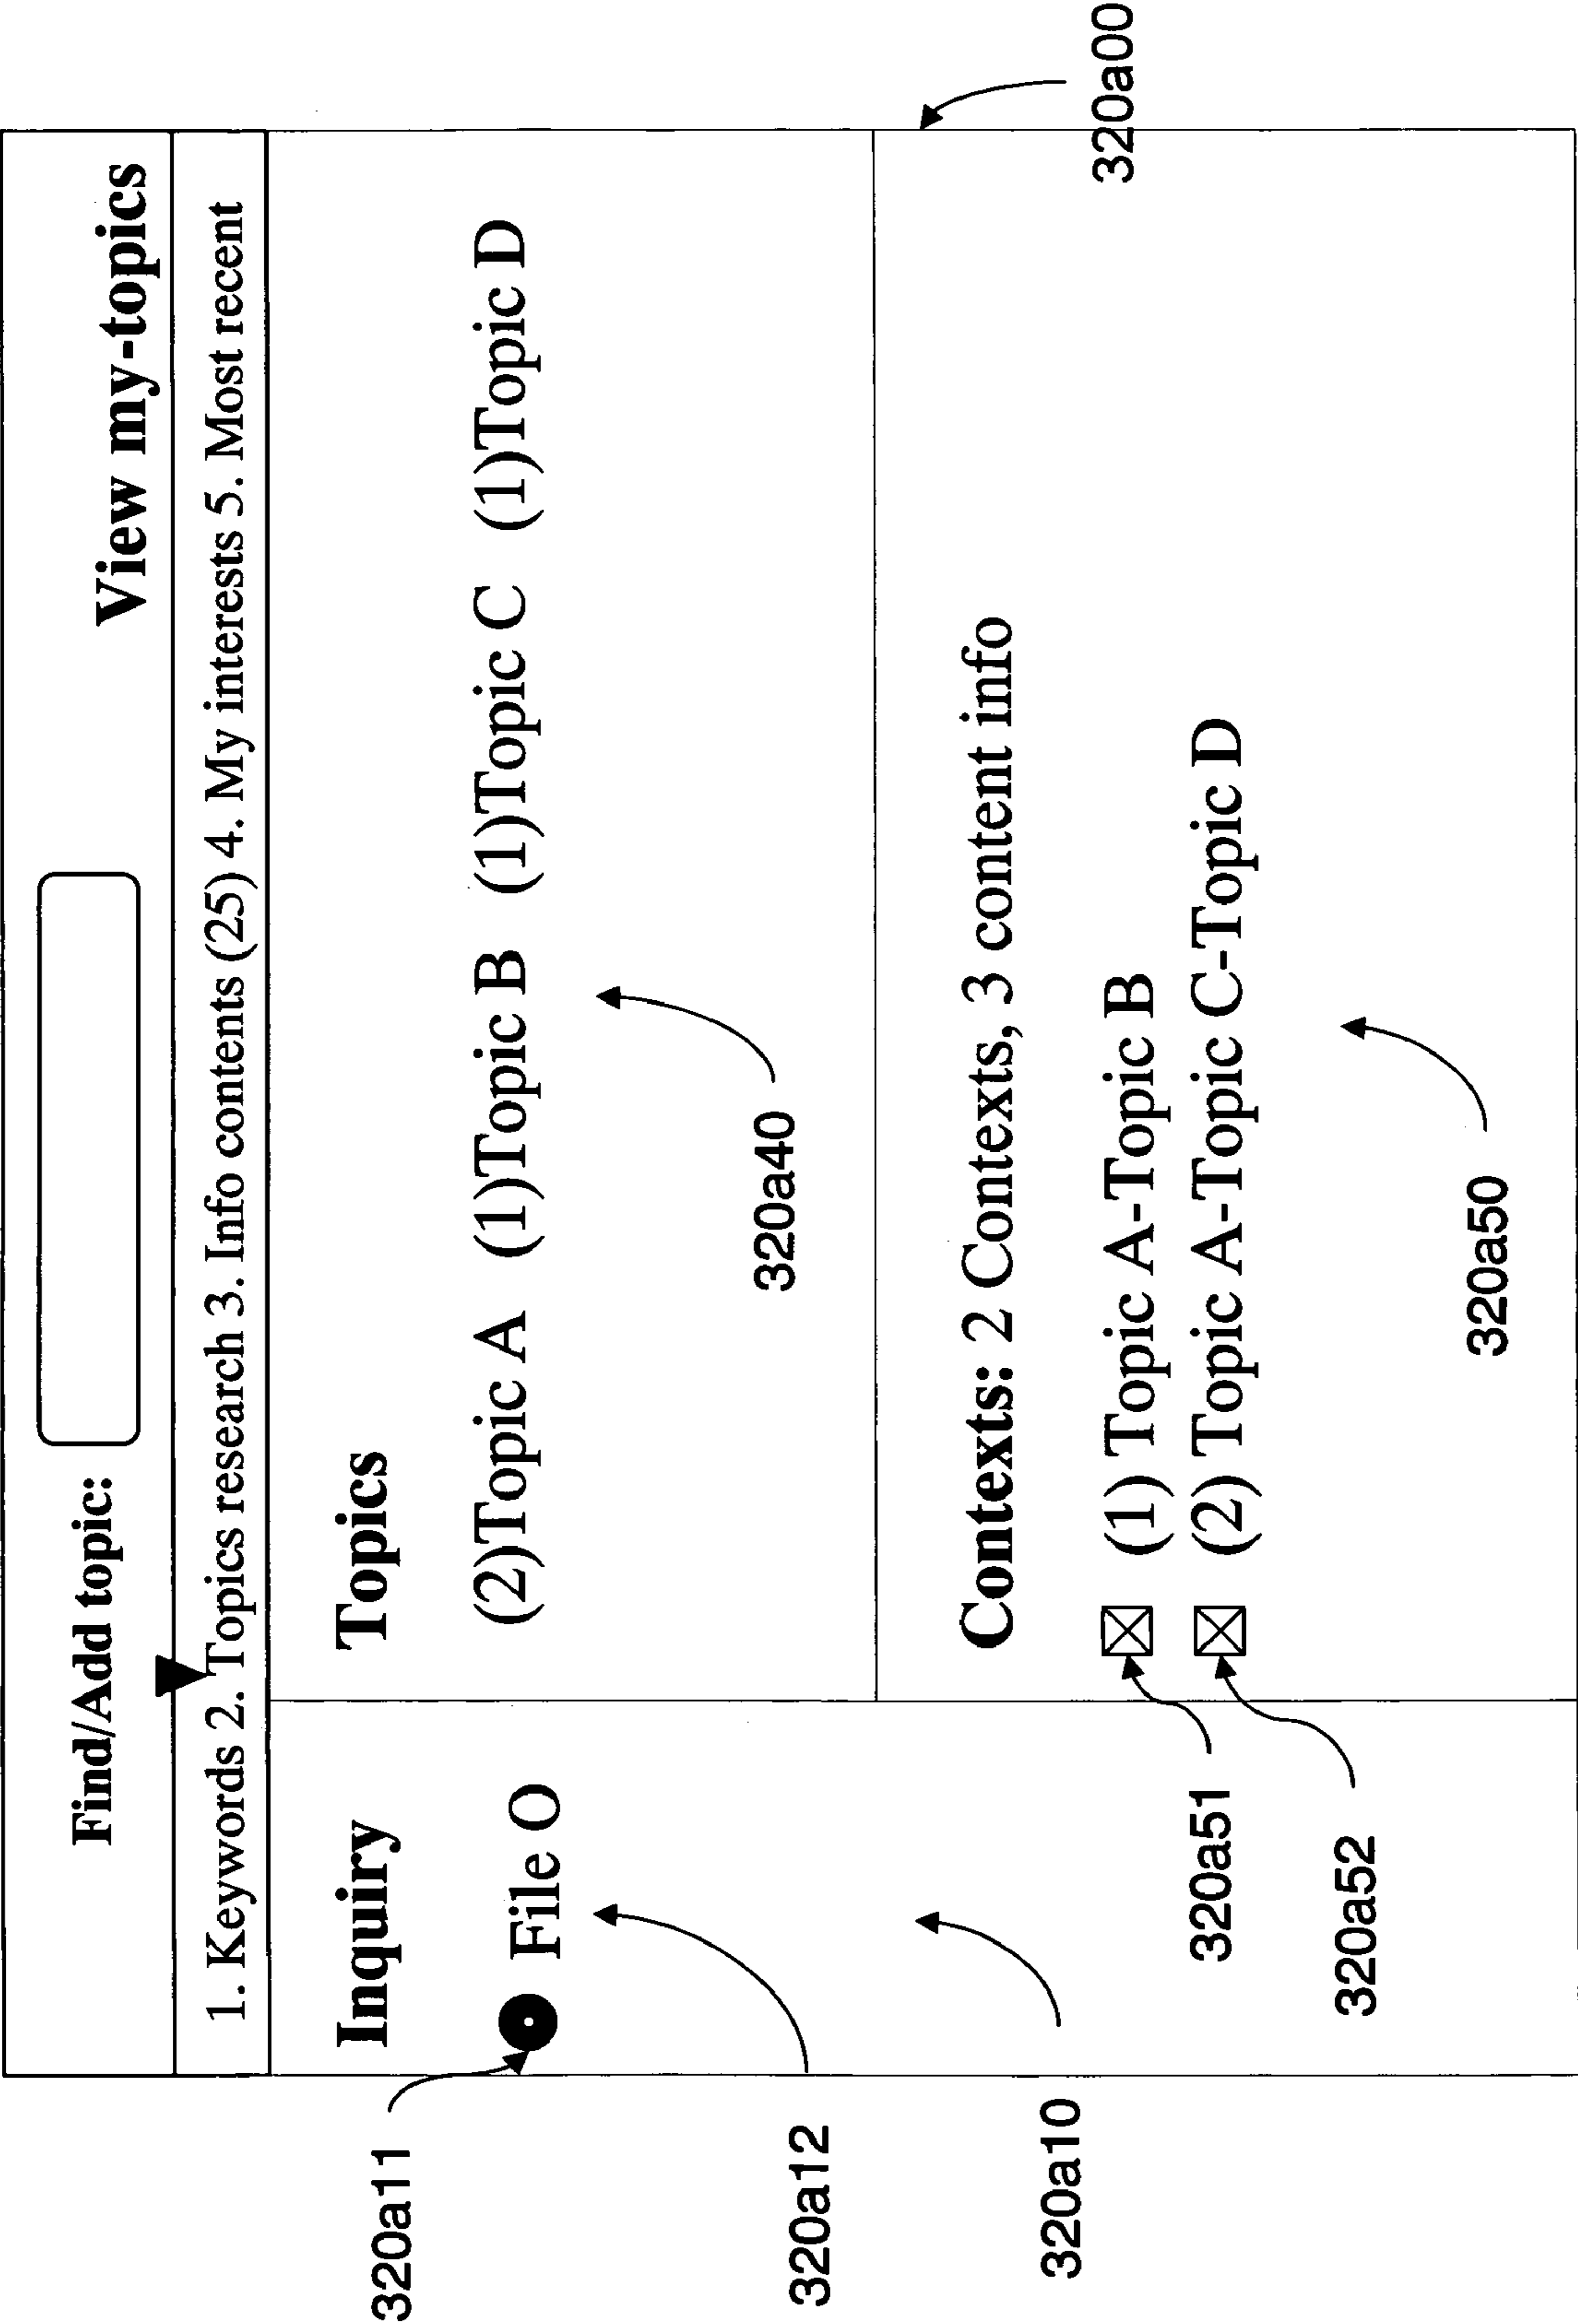 Find/Add topic:
View my-topics
1. Keywords 2. Topics research 3. Info contents (25) 4. My interests 5. Most recent
Inquiry
File O
Topics
(2)Topic A (1)Topic B (1)Topic C (1)Topic D
Contexts: 2 Contexts, 3 content info
(1) Topic A-Topic B
(2) Topic A-Topic C-Topic D
320a11
320a12
320a10
320a51
320a52
320a40
320a50
320a00